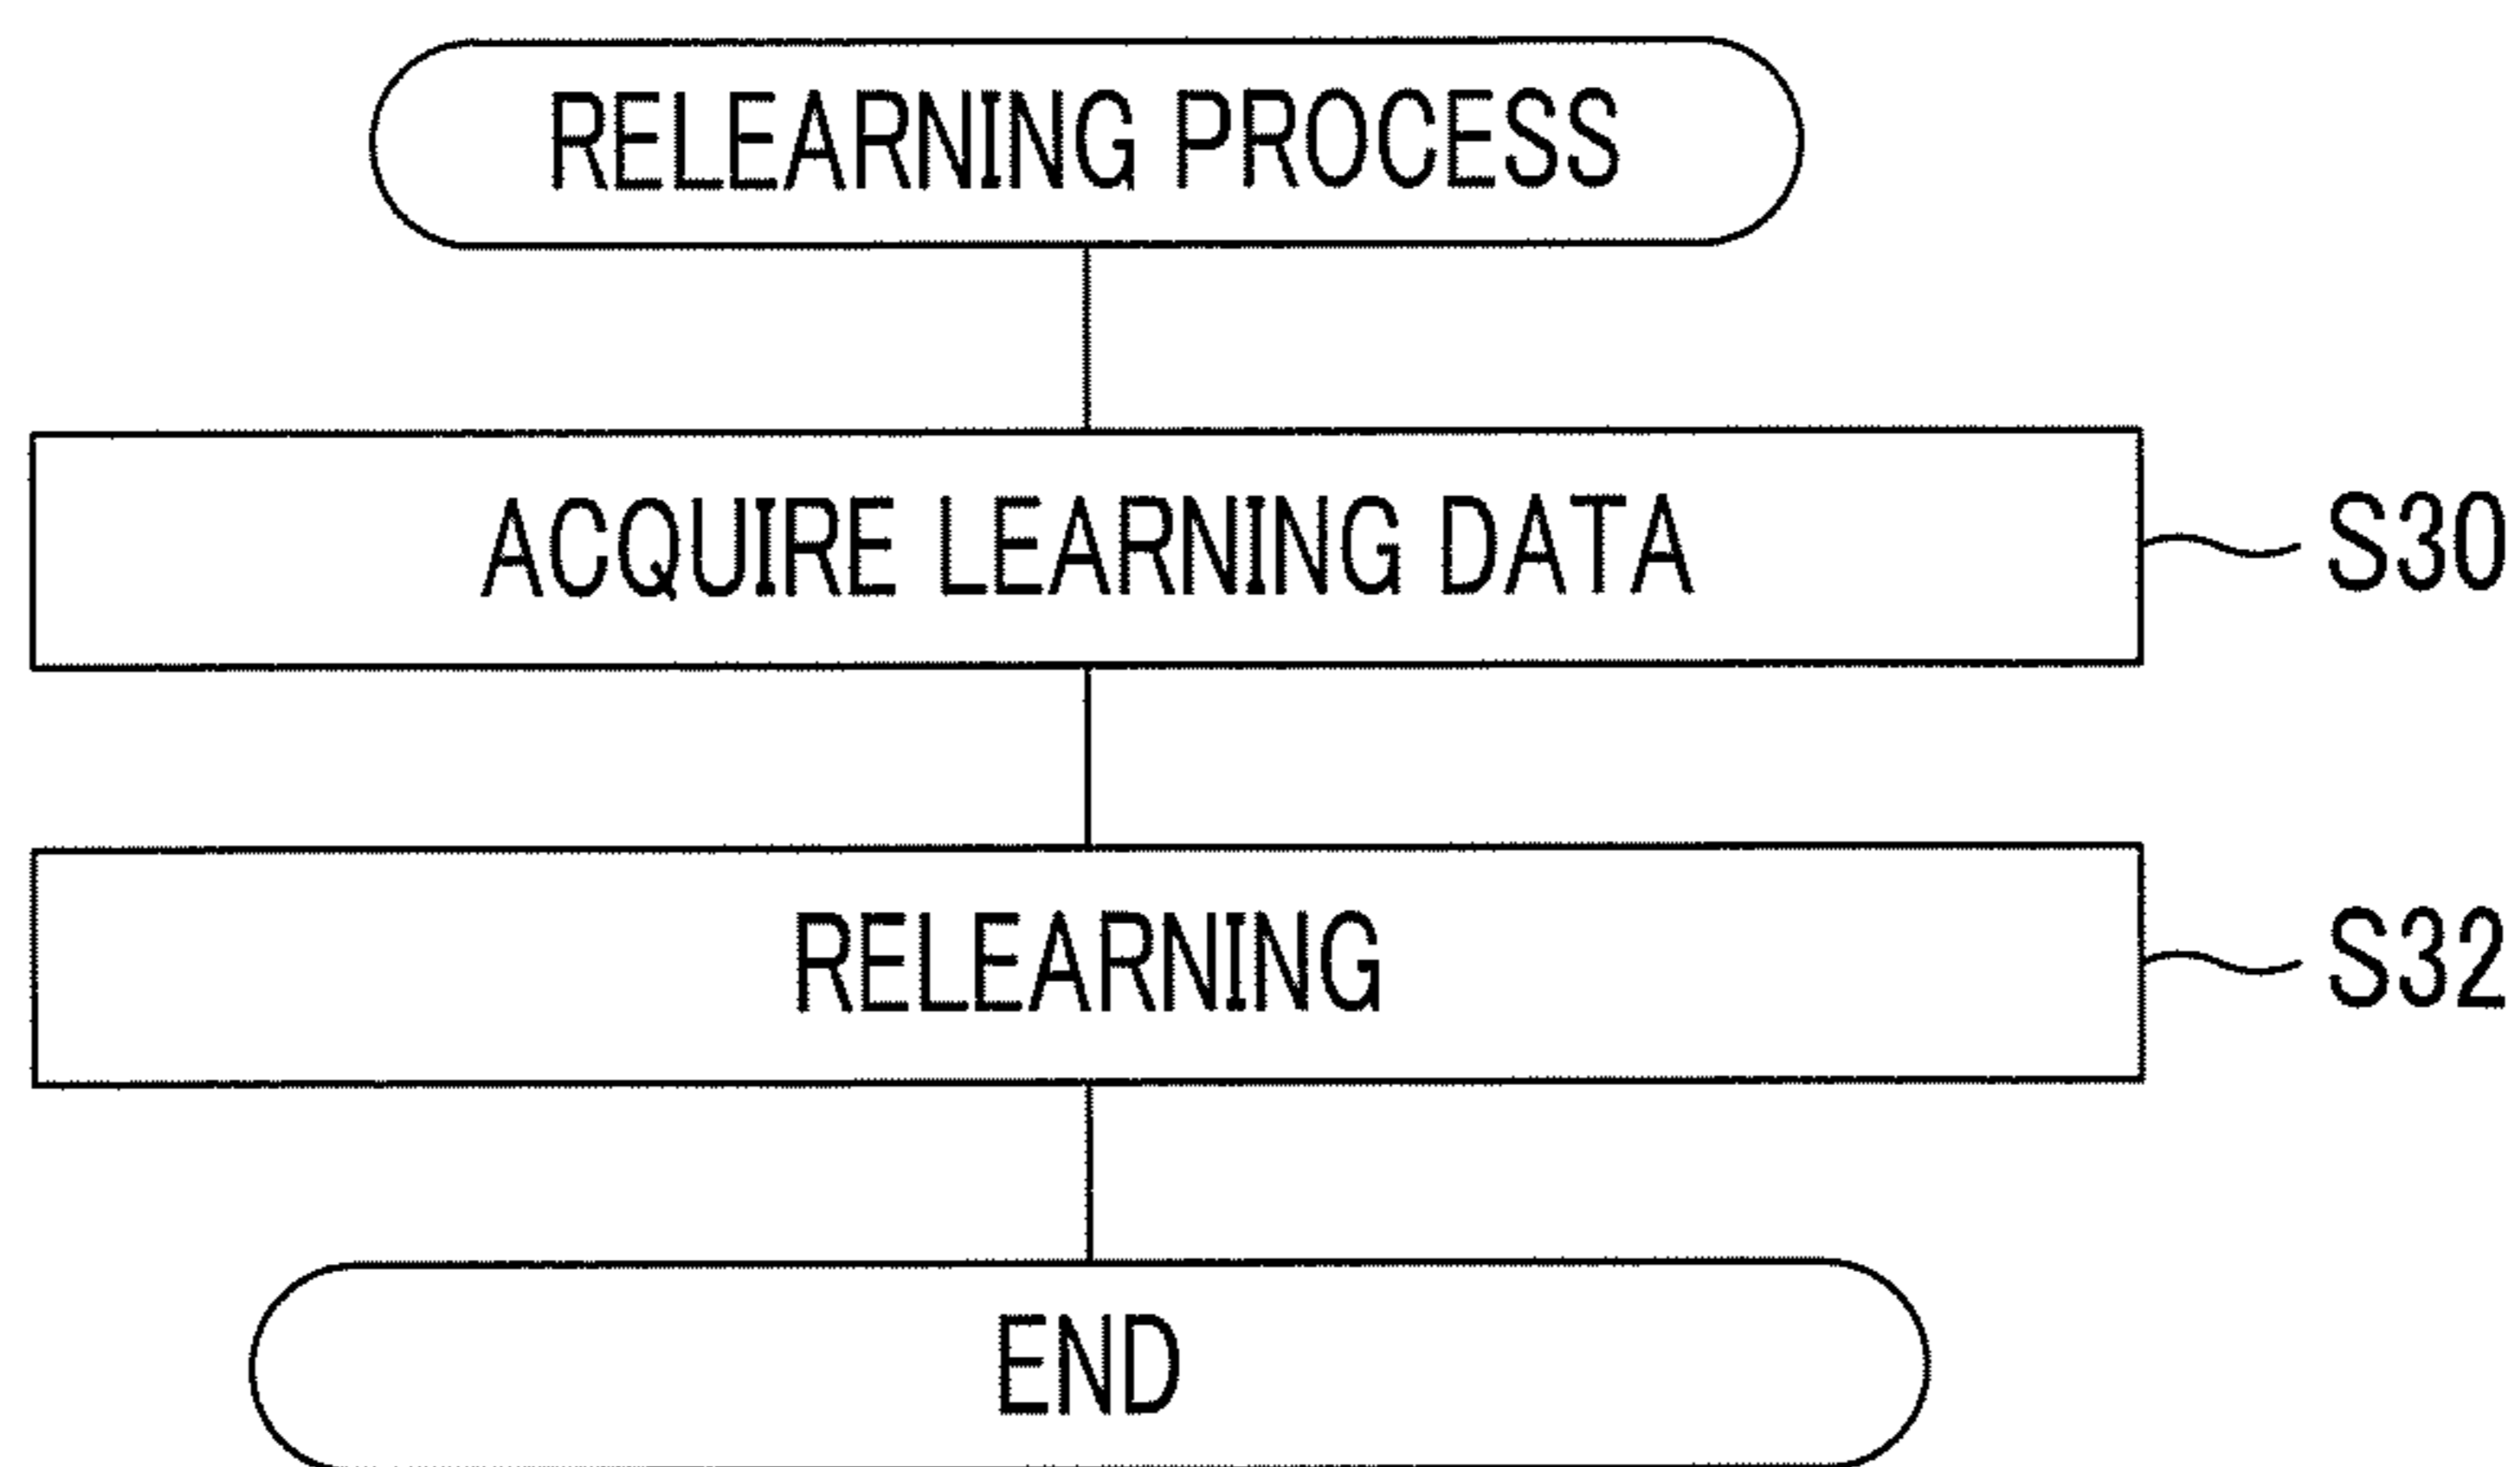 RELEARNING PROCESS
ACQUIRE LEARNING DATA
S30
RELEARNING
S32
END